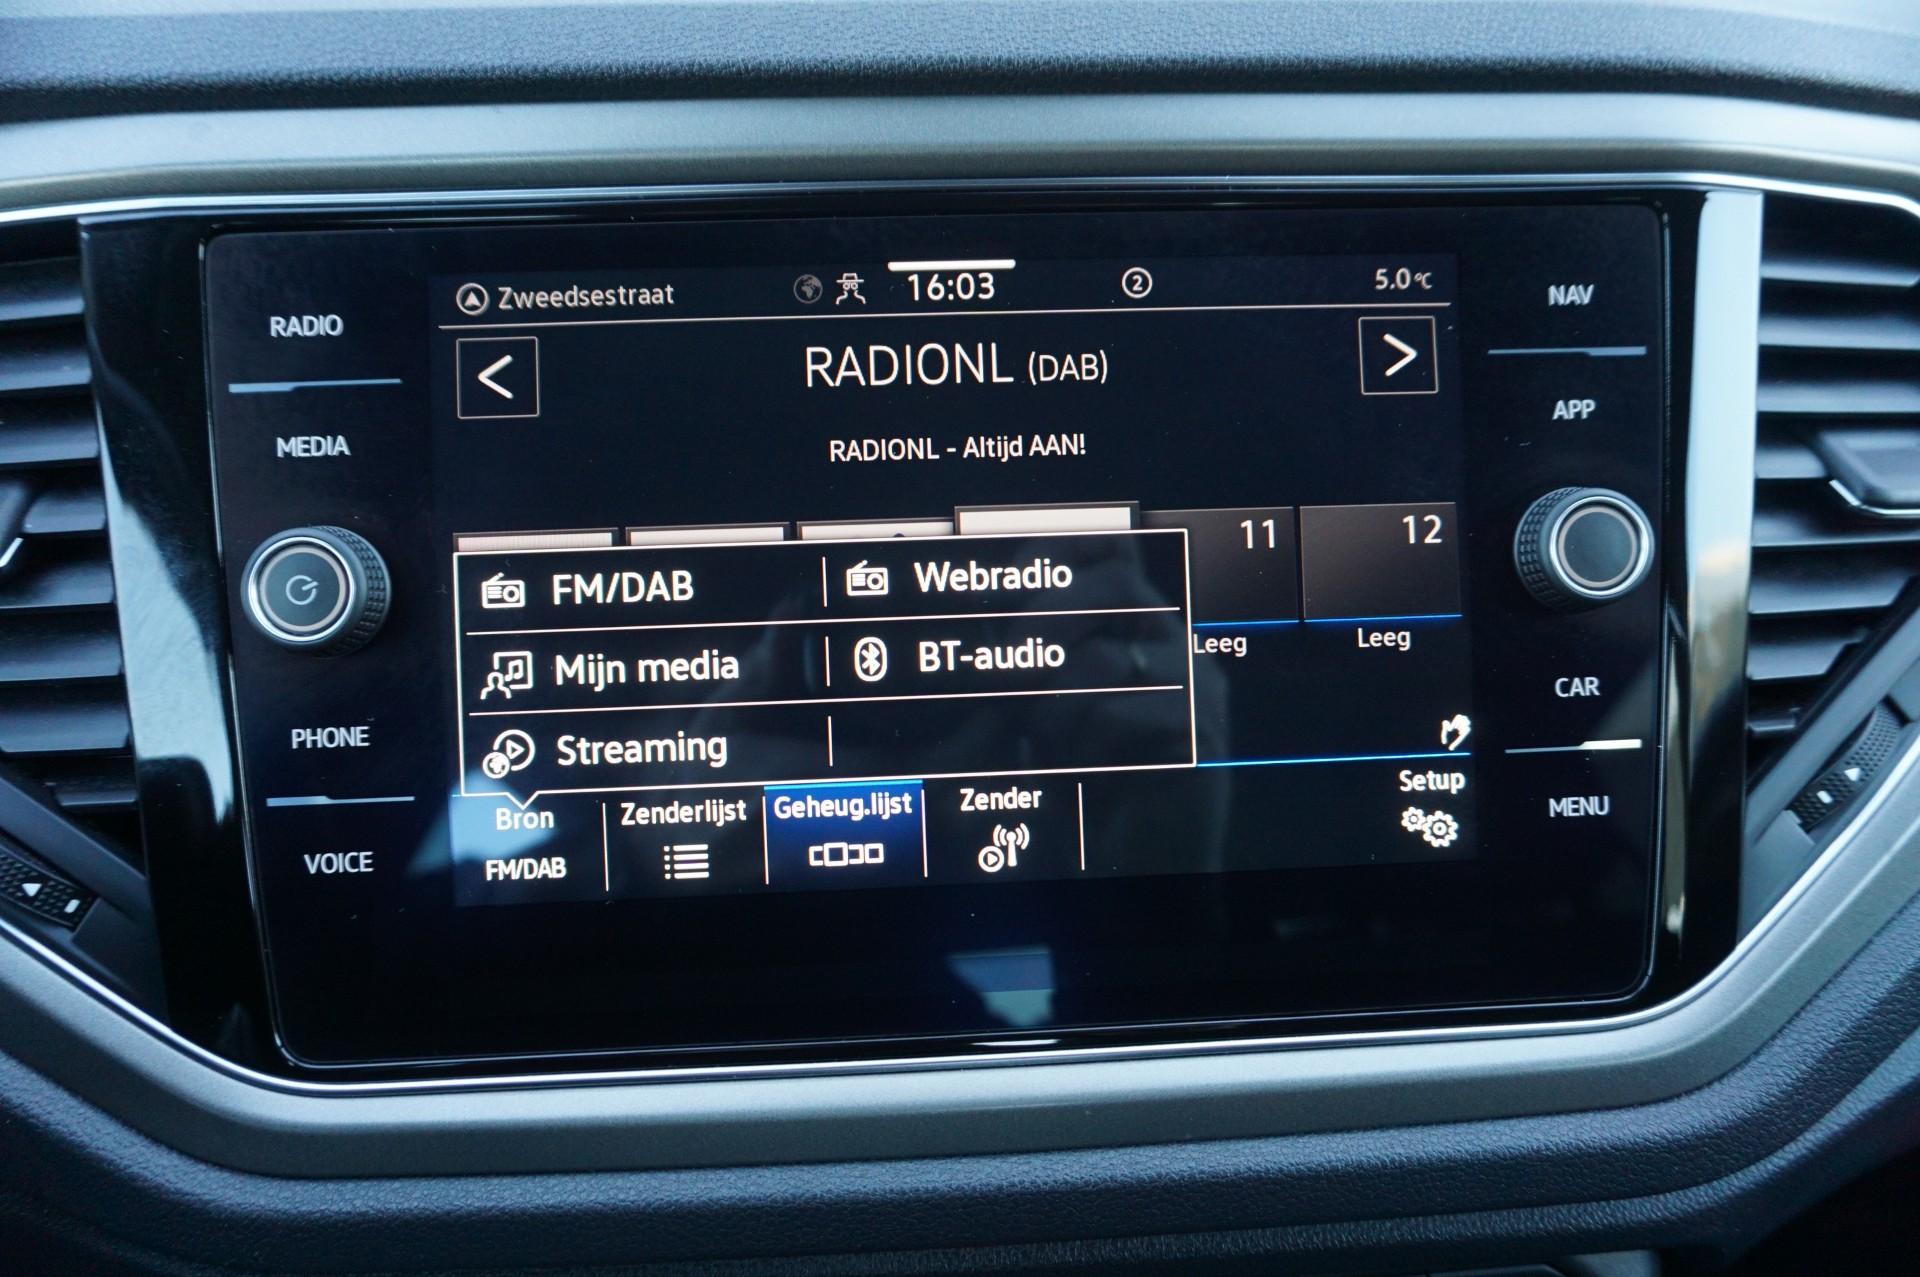 Zweedsestraat 16:03 2 5.0 °C
RADIO
MEDIA
PHONE
VOICE
< RADIONL (DAB) >
RADIONL - Altijd AAN!
11 12
Leeg Leeg
FM/DAB Webradio
Mijn media BT-audio
Streaming
Bron Zenderlijst Geheug.lijst Zender Setup
FM/DAB
NAV
APP
CAR
MENU